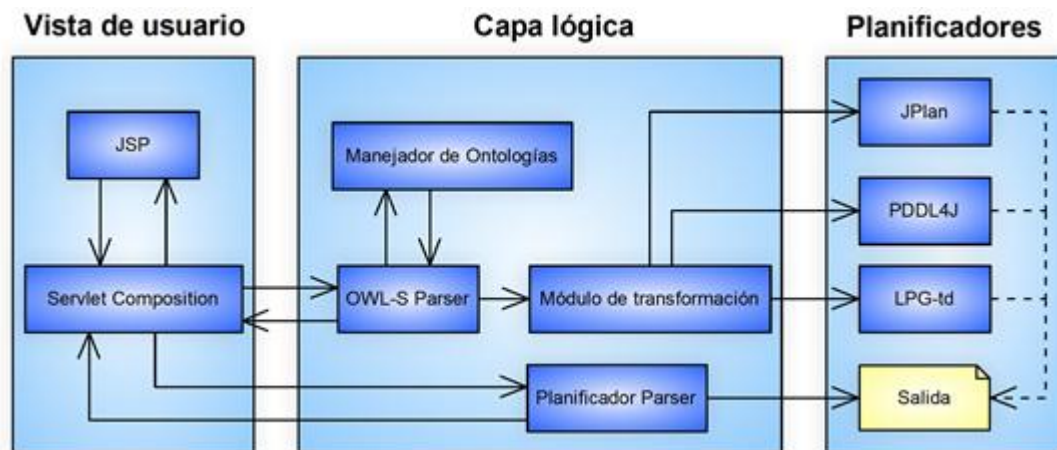 Vista de usuario
Capa lógica
Planificadores
JSP
Manejador de Ontologías
JPlan
PDDL4J
Servlet Composition
OWL-S Parser
Módulo de transformación
LPG-td
Planificador Parser
Salida